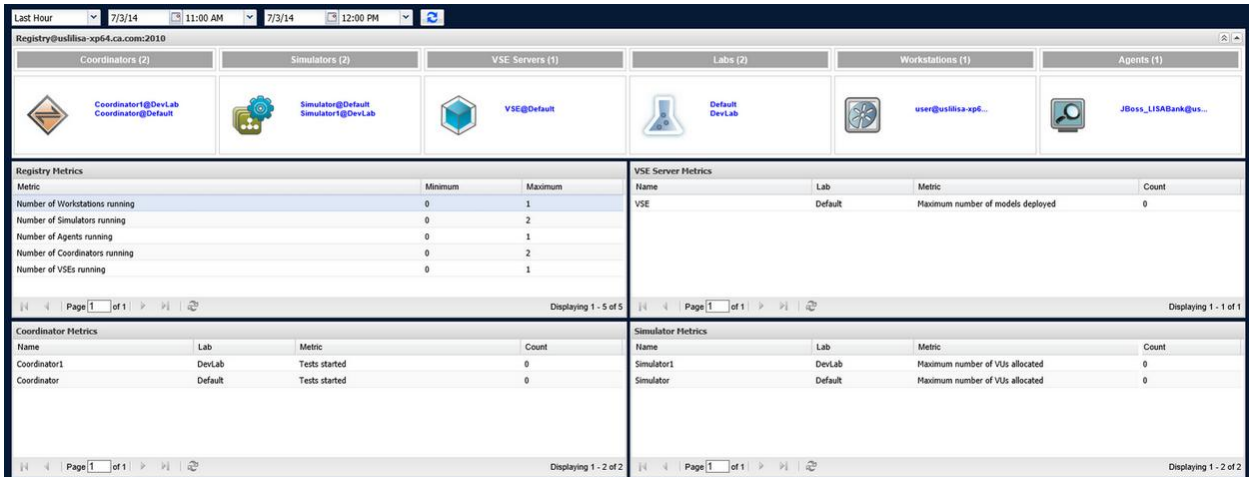 Last Hour 7/3/14 11:00 AM 7/3/14 12:00 PM
Registry@uslilisa-xp64.ca.com:2010
Coordinators (2) Simulators (2) VSE Servers (1) Labs (2) Workstations (1) Agents (1)
Coordinator1@DevLab
Coordinator@Default
Simulator@Default
Simulator1@DevLab
VSE@Default
Default
DevLab
user@uslilisa-xp6...
JBoss_LISABank@us...
Registry Metrics
Metric Minimum Maximum
Number of Workstations running 0 1
Number of Simulators running 0 2
Number of Agents running 0 1
Number of Coordinators running 0 2
Number of VSEs running 0 1
Page 1 of 1 Displaying 1 - 5 of 5
VSE Server Metrics
Name Lab Metric Count
VSE Default Maximum number of models deployed 0
Page 1 of 1 Displaying 1 - 1 of 1
Coordinator Metrics
Name Lab Metric Count
Coordinator1 DevLab Tests started 0
Coordinator Default Tests started 0
Page 1 of 1 Displaying 1 - 2 of 2
Simulator Metrics
Name Lab Metric Count
Simulator1 DevLab Maximum number of VUs allocated 0
Simulator Default Maximum number of VUs allocated 0
Page 1 of 1 Displaying 1 - 2 of 2